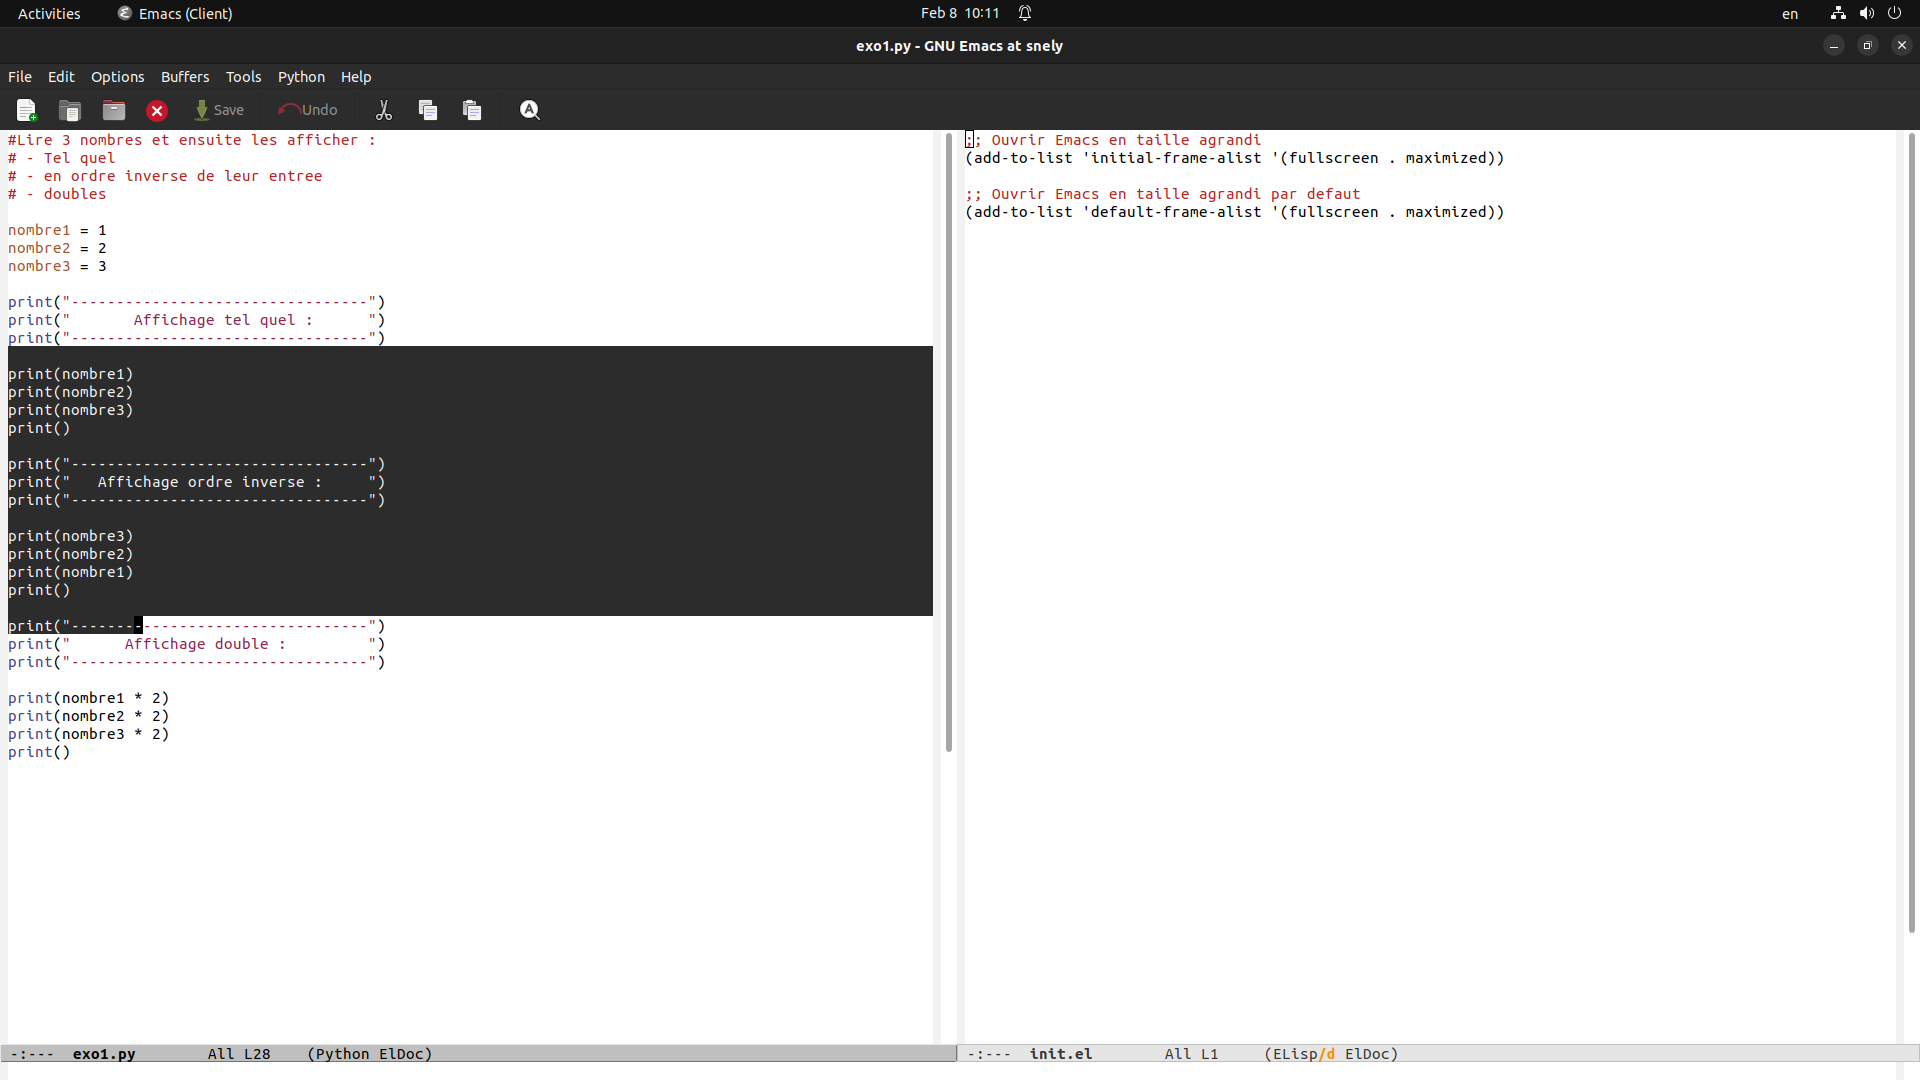 Activities Emacs (Client) Feb 8 10:11 en
exo1.py - GNU Emacs at snely
File Edit Options Buffers Tools Python Help
Save Undo
#Lire 3 nombres et ensuite les afficher :
# - Tel quel
# - en ordre inverse de leur entree
# - doubles
nombre1 = 1
nombre2 = 2
nombre3 = 3
print("---------------------------------")
print("       Affichage tel quel :      ")
print("---------------------------------")
print(nombre1)
print(nombre2)
print(nombre3)
print()
print("---------------------------------")
print("   Affichage ordre inverse :     ")
print("---------------------------------")
print(nombre3)
print(nombre2)
print(nombre1)
print()
print("---------------------------------")
print("      Affichage double :         ")
print("---------------------------------")
print(nombre1 * 2)
print(nombre2 * 2)
print(nombre3 * 2)
print()
-:--- exo1.py All L28 (Python ElDoc)
;; Ouvrir Emacs en taille agrandi
(add-to-list 'initial-frame-alist '(fullscreen . maximized))
;; Ouvrir Emacs en taille agrandi par defaut
(add-to-list 'default-frame-alist '(fullscreen . maximized))
-:--- init.el All L1 (ELisp/d ElDoc)